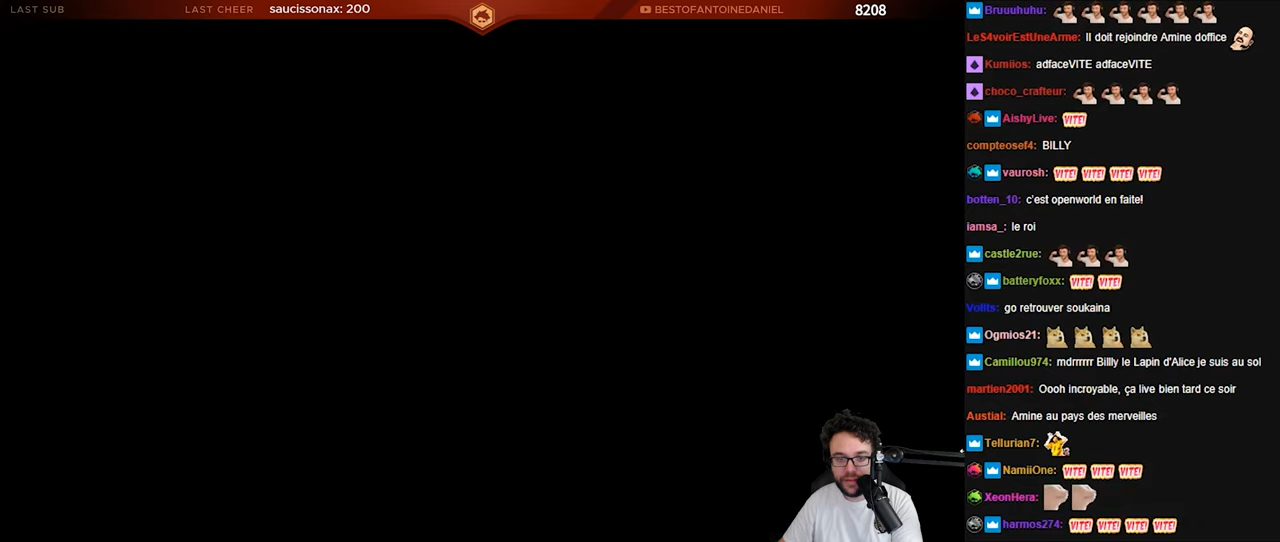 LAST SUB
LAST CHEER saucissonax: 200
BESTOFANTOINEDANIEL
8208
Bruuuhuhu:
LeS4voirEstUneArme: Il doit rejoindre Amine doffice
Kumiios: adfaceVITE adfaceVITE
choco_crafteur:
AishyLive: VITE!
compteosef4: BILLY
vaurosh: VITE! VITE! VITE! VITE!
botten_10: c'est openworld en faite!
iamsa_: le roi
castle2rue:
batteryfoxx: VITE! VITE!
Volits: go retrouver soukaina
Ogmios21:
Camillou974: mdrrrrrr Billly le Lapin d'Alice je suis au sol
martien2001: Oooh incroyable, ça live bien tard ce soir
Austial: Amine au pays des merveilles
Tellurian7:
NamiiOne: VITE! VITE! VITE!
XeonHera:
harmos274: VITE! VITE! VITE! VITE!